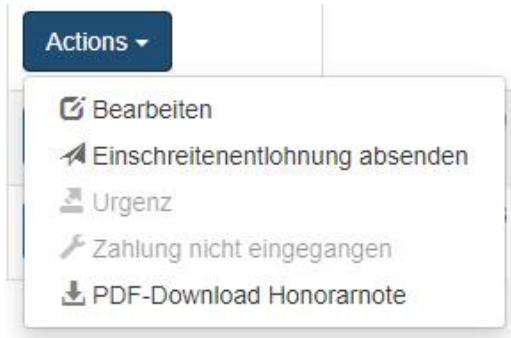 Actions
Bearbeiten
Einschreitenentlohnung absenden
Urgenz
Zahlung nicht eingegangen
PDF-Download Honorarnote